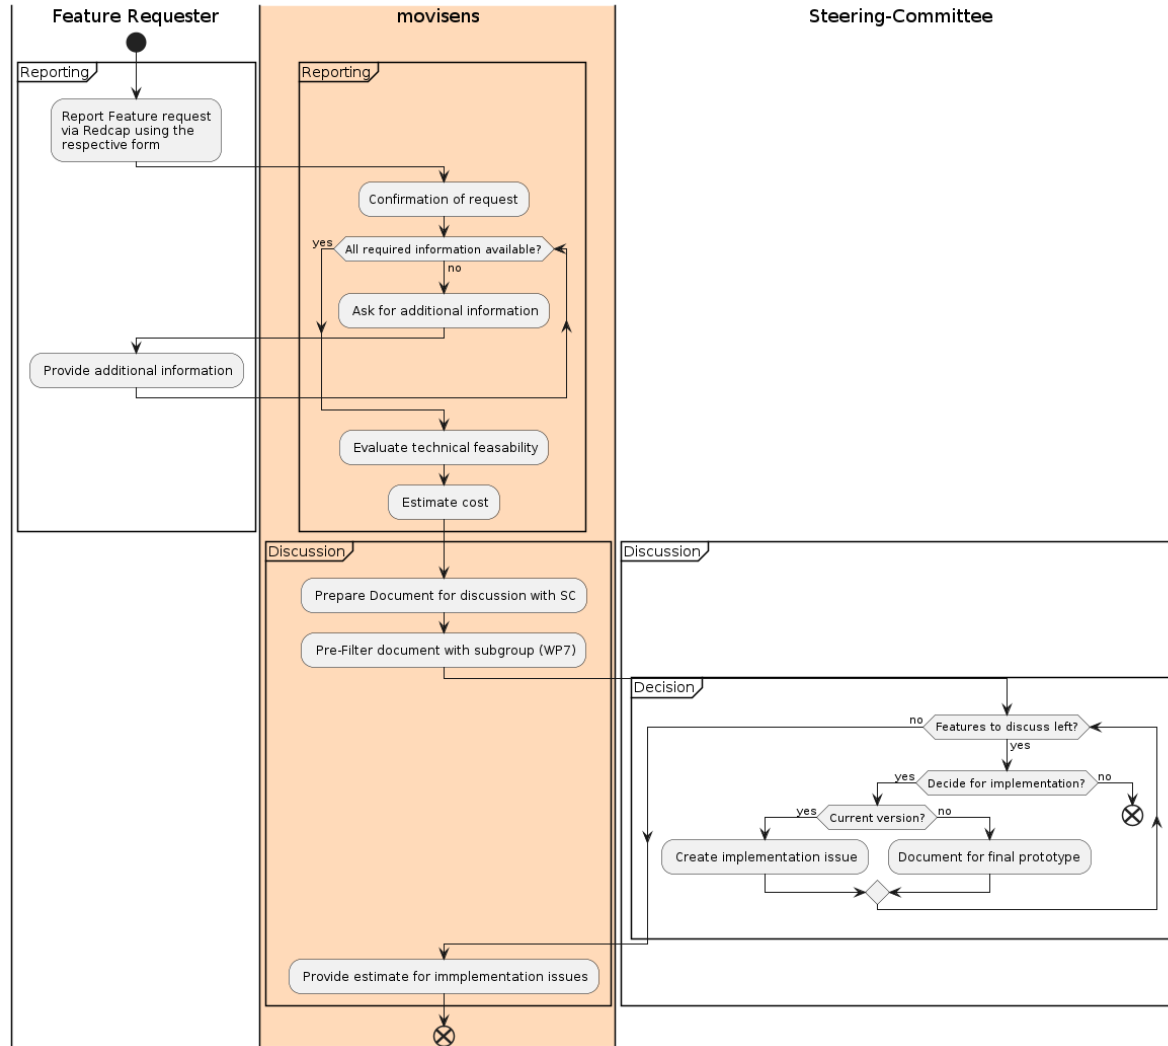 Feature Requester
movisens
Steering-Committee
Reporting
Reporting
Report Feature request
via Redcap using the
respective form
Confirmation of request
yes
All required information available?
no
Ask for additional information
Provide additional information
Evaluate technical feasability
Estimate cost
Discussion
Discussion
Prepare Document for discussion with SC
Pre-Filter document with subgroup (WP7)
Decision
no
Features to discuss left?
yes
yes
Decide for implementation?
no
yes
Current version?
no
Create implementation issue
Document for final prototype
Provide estimate for immplementation issues